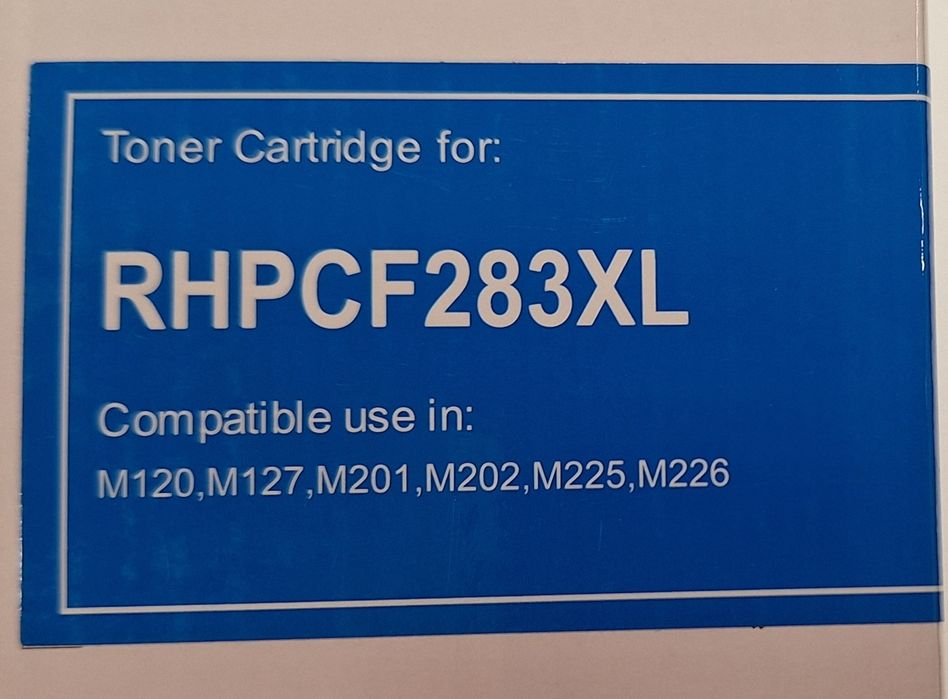 Toner Cartridge for:
RHPCF283XL
Compatible use in:
M120,M127,M201,M202,M225,M226